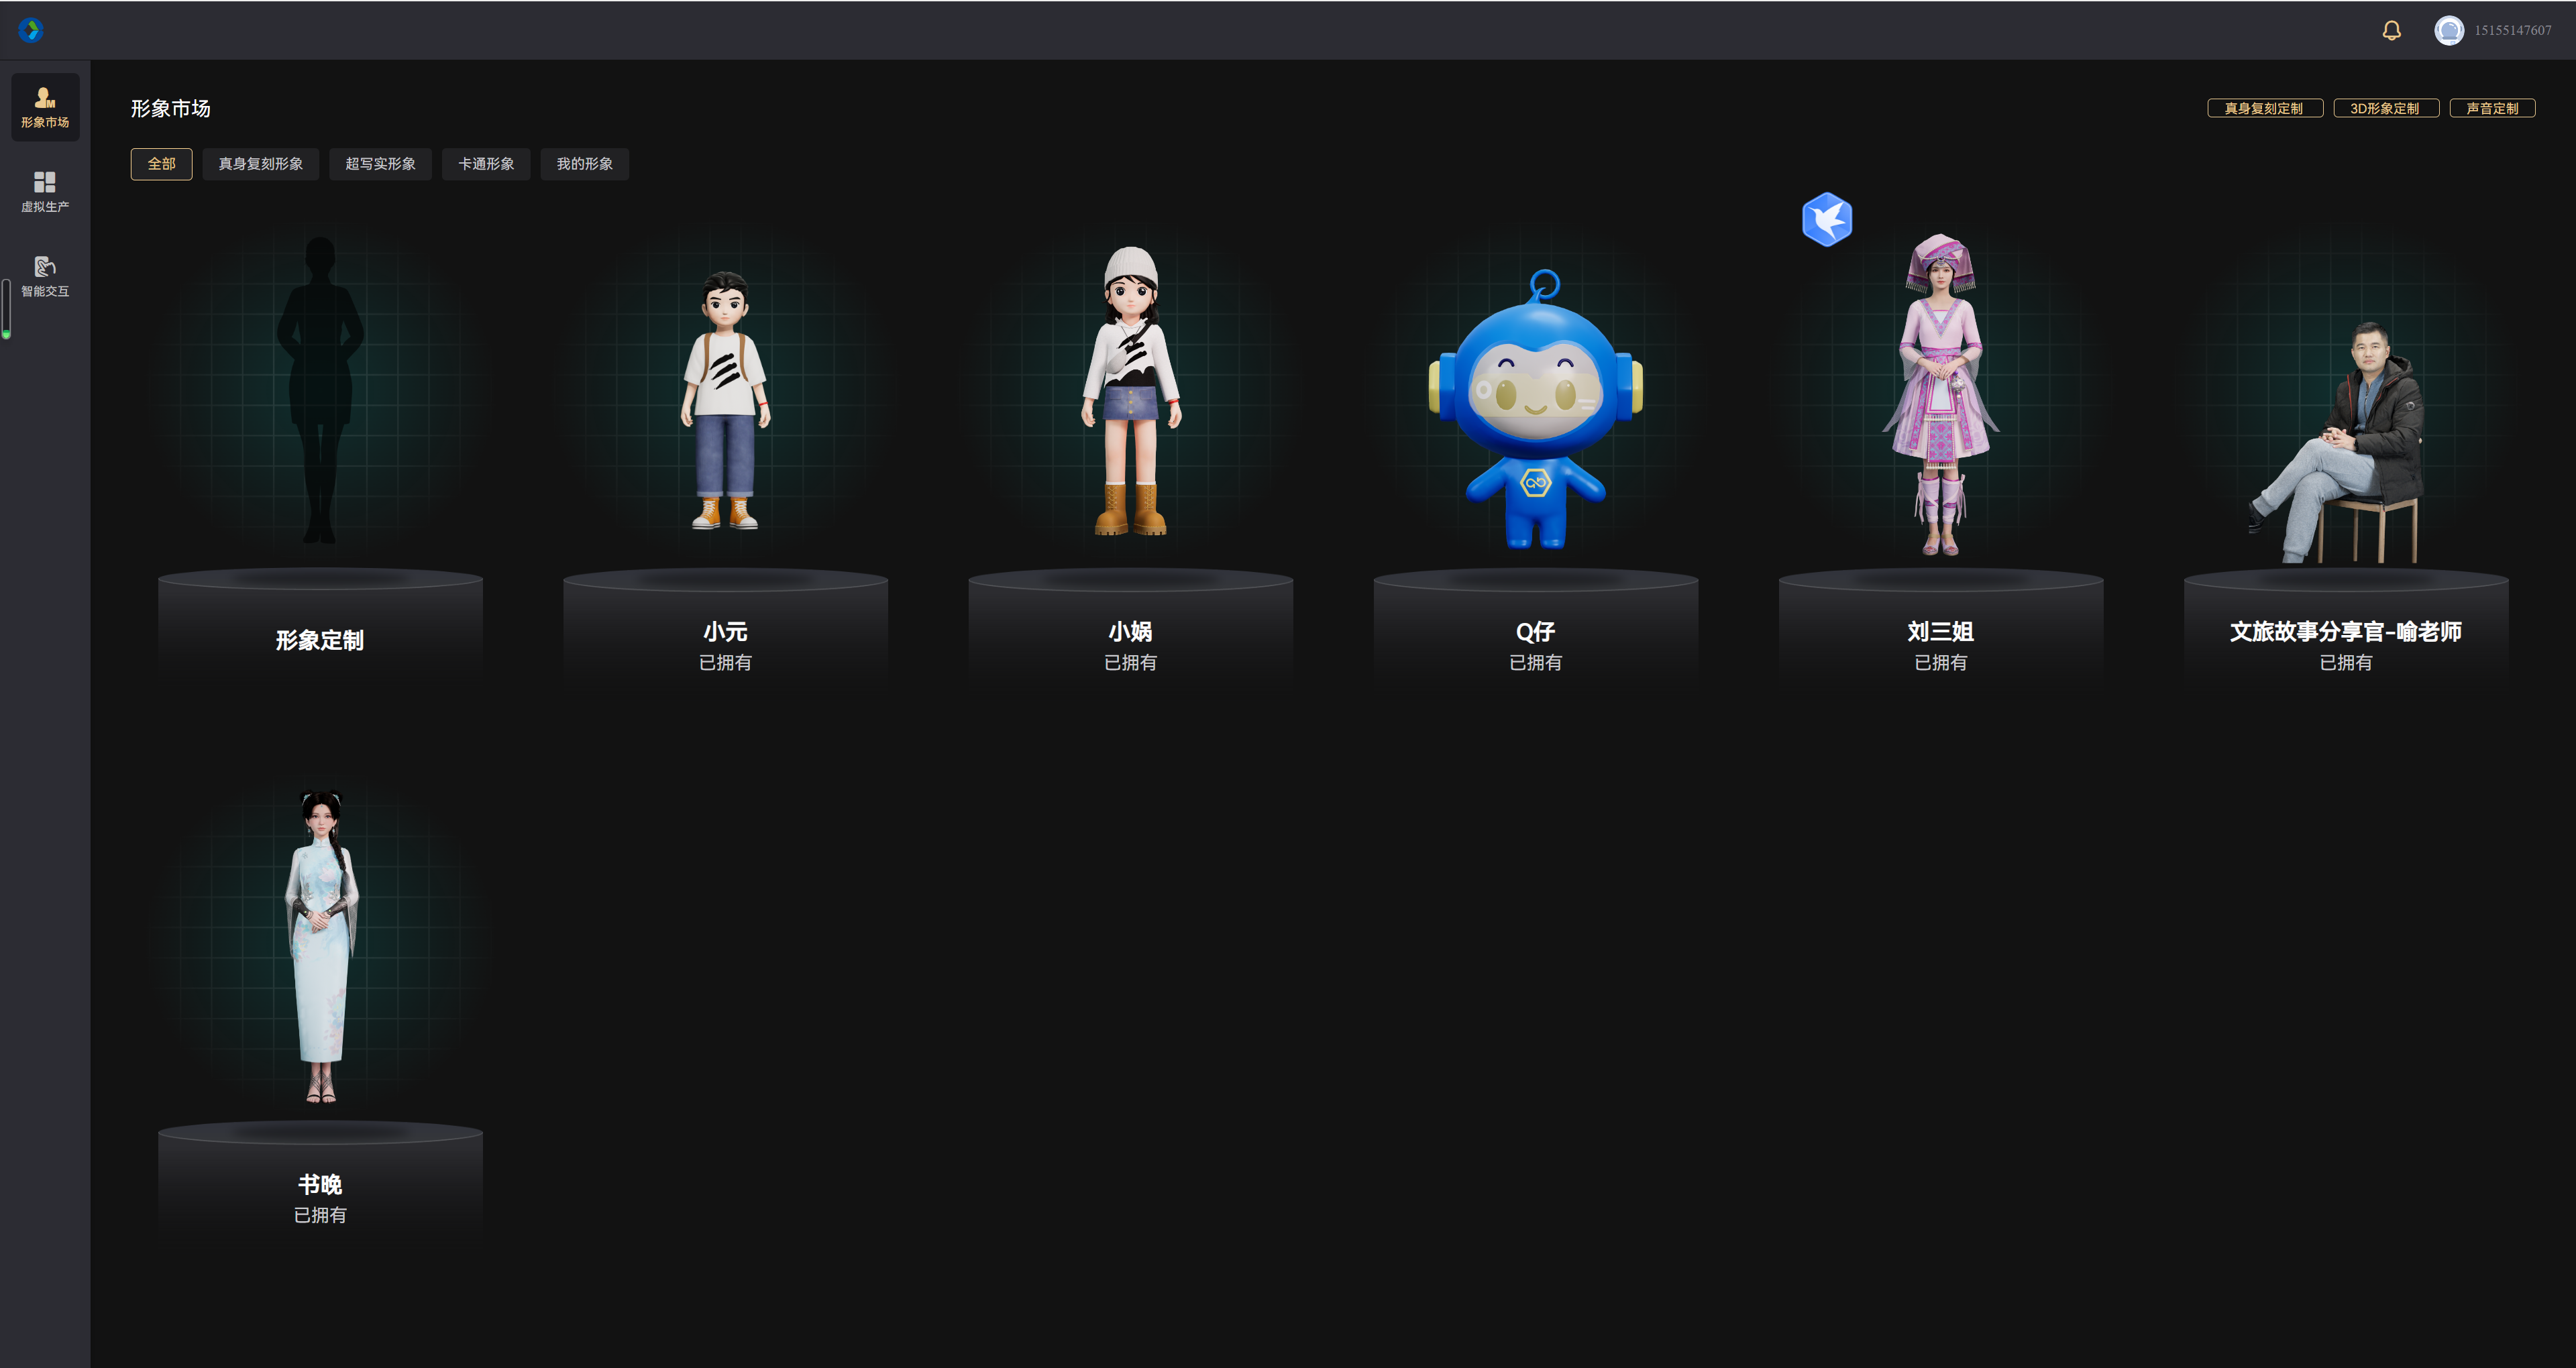 15155147607
形象市场
虚拟生产
智能交互
形象市场
真身复刻定制 3D形象定制 声音定制
全部 真身复刻形象 超写实形象 卡通形象 我的形象
形象定制
小元
已拥有
小娲
已拥有
Q仔
已拥有
刘三姐
已拥有
文旅故事分享官-喻老师
已拥有
书晚
已拥有